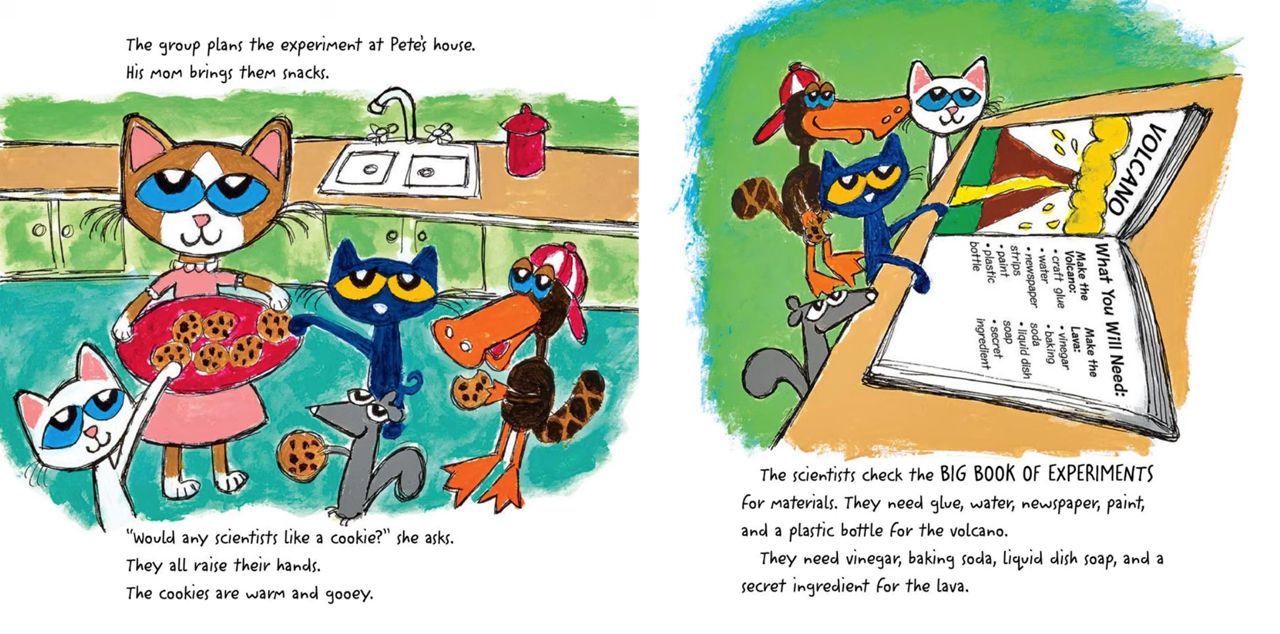 The group plans the experiment at Pete's house.
His mom brings them snacks.
"Would any scientists like a cookie?" she asks.
They all raise their hands.
The cookies are warm and gooey.
VOLCANO
What You Will Need:
Make the
Volcano:
• craft glue
• water
• newspaper
strips
• paint
• plastic
bottle
Make the
Lava:
• vinegar
• baking
soda
• liquid dish
soap
• secret
ingredient
The scientists check the BIG BOOK OF EXPERIMENTS
for materials. They need glue, water, newspaper, paint,
and a plastic bottle for the volcano.
They need vinegar, baking soda, liquid dish soap, and a
secret ingredient for the lava.